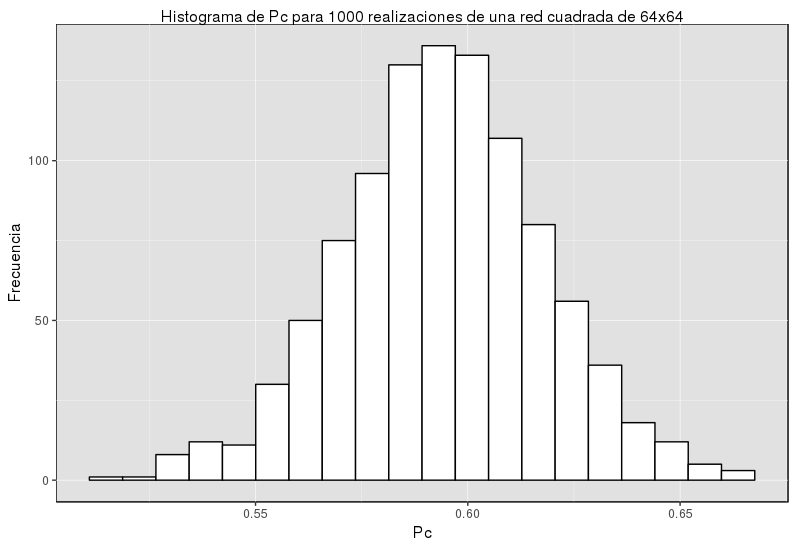 Histograma de Pc para 1000 realizaciones de una red cuadrada de 64x64
100
50
0
Frecuencia
0.55 0.60 0.65
Pc